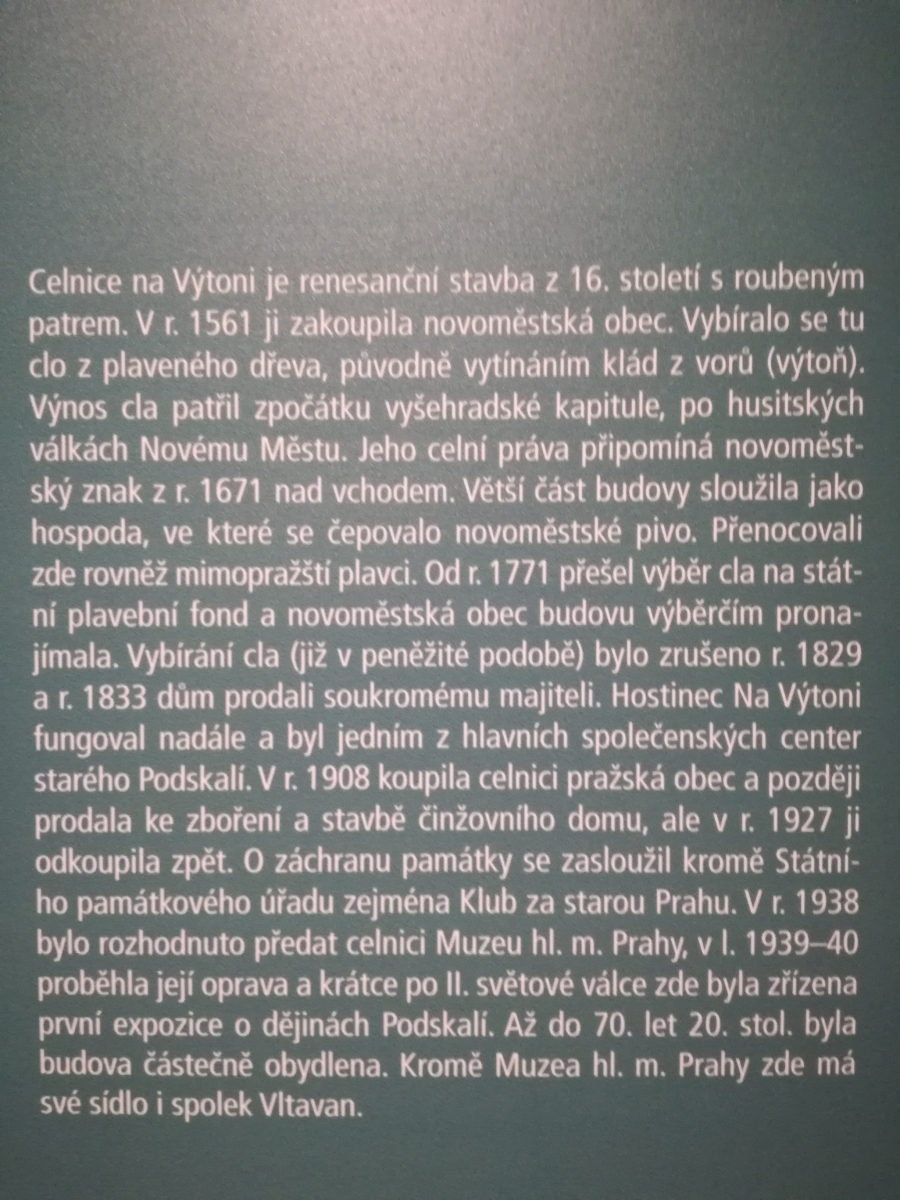 Celnice na Výtoni je renesanční stavba z 16. století s roubeným
patrem. V r. 1561 ji zakoupila novoměstská obec. Vybíralo se tu
clo z plaveného dřeva, původně vytínáním klád z vorů (výtoň).
Výnos cla patřil zpočátku vyšehradské kapitule, po husitských
válkách Novému Městu. Jeho celní práva připomíná novoměst-
ský znak z r. 1671 nad vchodem. Větší část budovy sloužila jako
hospoda, ve které se čepovalo novoměstské pivo. Přenocovali
zde rovněž mimopražští plavci. Od r. 1771 přešel výběr cla na stát-
ní plavební fond a novoměstská obec budovu výběrčím prona-
jímala. Vybírání cla (již v peněžité podobě) bylo zrušeno r. 1829
a r. 1833 dům prodali soukromému majiteli. Hostinec Na Výtoni
fungoval nadále a byl jedním z hlavních společenských center
starého Podskalí. V r. 1908 koupila celnici pražská obec a později
prodala ke zboření a stavbě činžovního domu, ale v r. 1927 ji
odkoupila zpět. O záchranu památky se zasloužil kromě Státní-
ho památkového úřadu zejména Klub za starou Prahu. V r. 1938
bylo rozhodnuto předat celnici Muzeu hl. m. Prahy, v l. 1939–40
proběhla její oprava a krátce po II. světové válce zde byla zřízena
první expozice o dějinách Podskalí. Až do 70. let 20. stol. byla
budova částečně obydlena. Kromě Muzea hl. m. Prahy zde má
své sídlo i spolek Vltavan.